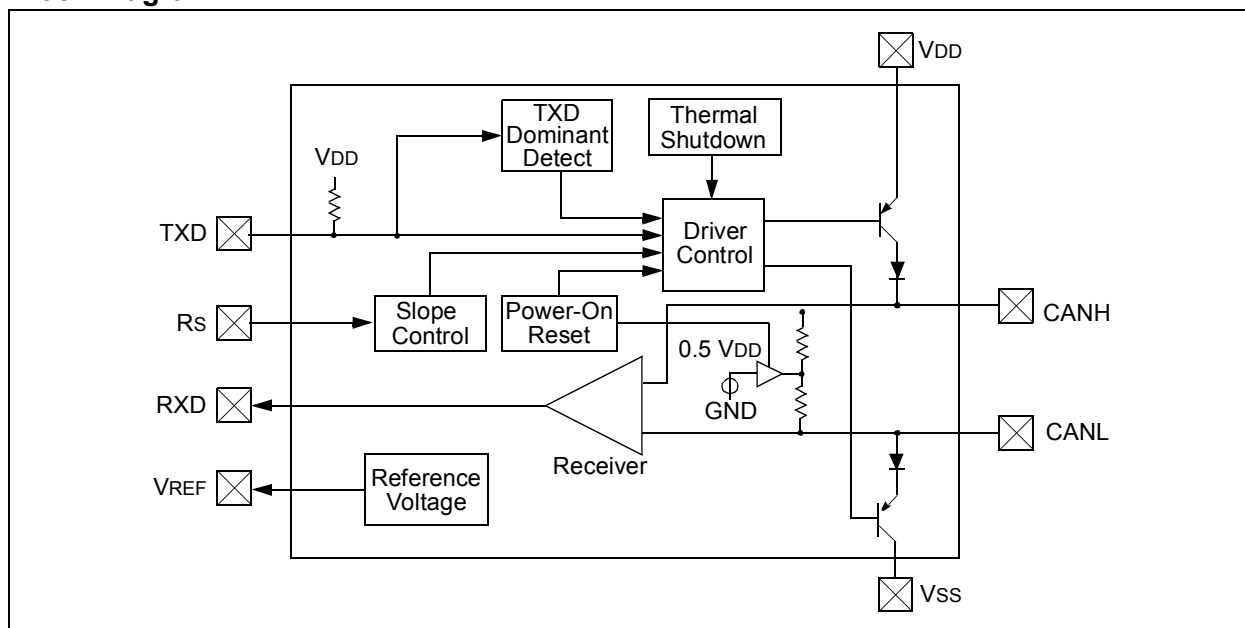 VDD
TXD
Dominant
Detect
Thermal
Shutdown
VDD
TXD
Driver
Control
RS
Slope
Control
Power-On
Reset
CANH
0.5 VDD
GND
RXD
CANL
Receiver
VREF
Reference
Voltage
VSS